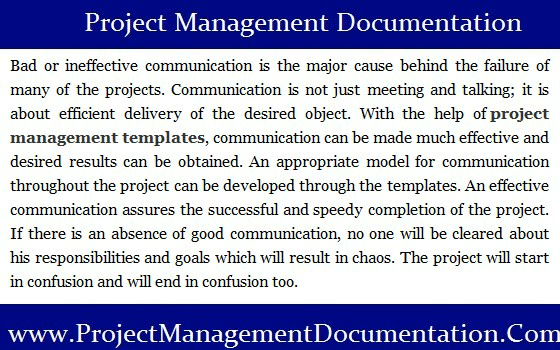 Project Management Documentation
Bad or ineffective communication is the major cause behind the failure of
many of the projects. Communication is not just meeting and talking; it is
about efficient delivery of the desired object. With the help of project
management templates, communication can be made much effective and
desired results can be obtained. An appropriate model for communication
throughout the project can be developed through the templates. An effective
communication assures the successful and speedy completion of the project.
If there is an absence of good communication, no one will be cleared about
his responsibilities and goals which will result in chaos. The project will start
in confusion and will end in confusion too.
www.ProjectManagementDocumentation.Com